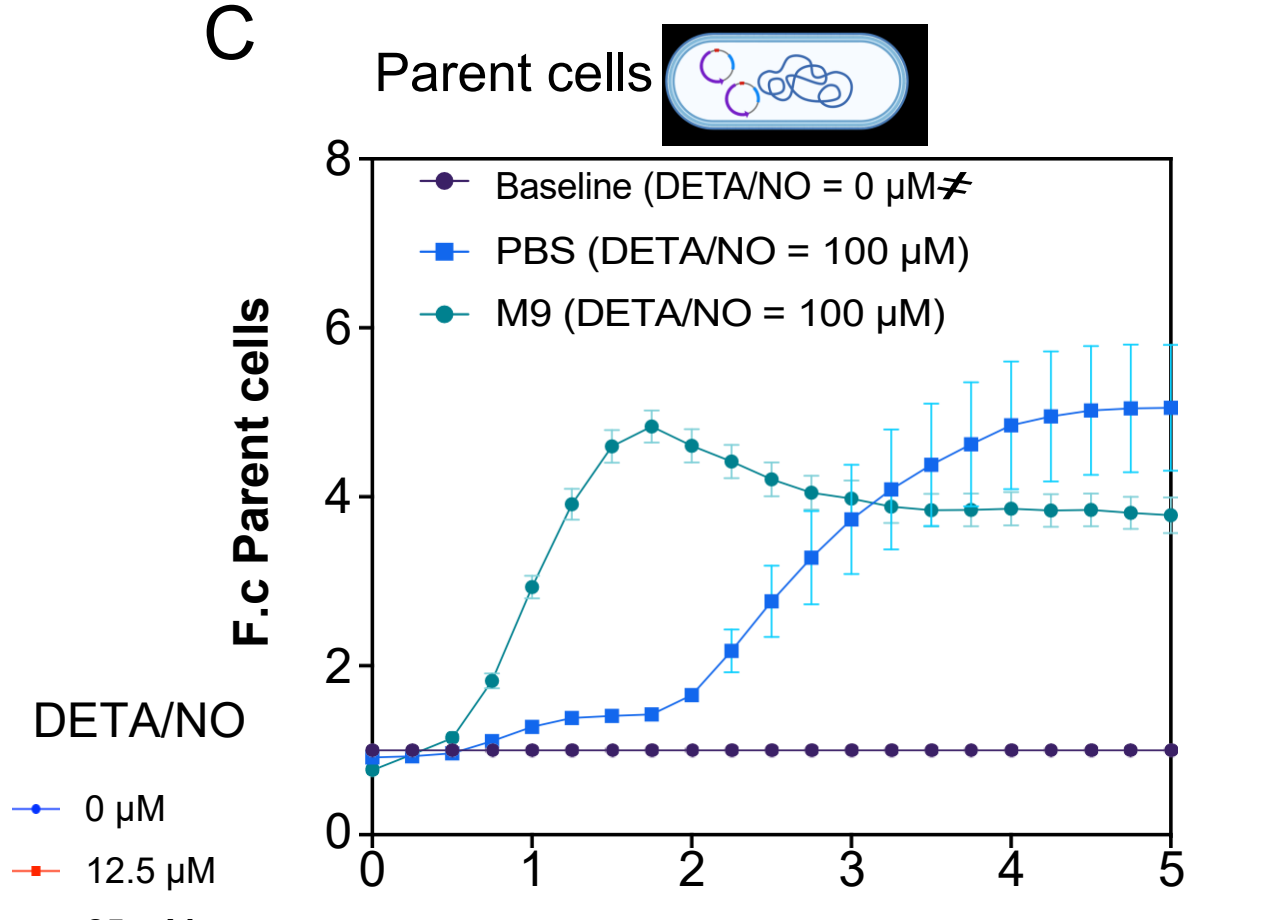 C
Parent cells
8
6
4
2
0
F.c Parent cells
Baseline (DETA/NO = 0 µM≠
PBS (DETA/NO = 100 µM)
M9 (DETA/NO = 100 µM)
0 1 2 3 4 5
DETA/NO
0 µM
12.5 µM